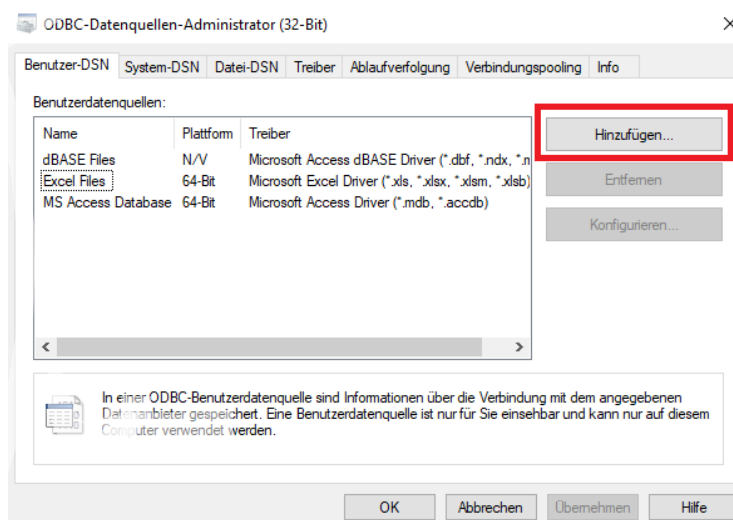 ODBC-Datenquellen-Administrator (32-Bit)
Benutzer-DSN System-DSN Datei-DSN Treiber Ablaufverfolgung Verbindungspooling Info
Benutzerdatenquellen:
Name Plattform Treiber
dBASE Files N/V Microsoft Access dBASE Driver (*.dbf, *.ndx, *.n
Excel Files 64-Bit Microsoft Excel Driver (*.xls, *.xlsx, *.xlsm, *.xlsb)
MS Access Database 64-Bit Microsoft Access Driver (*.mdb, *.accdb)
Hinzufügen...
Entfernen
Konfigurieren...
In einer ODBC-Benutzerdatenquelle sind Informationen über die Verbindung mit dem angegebenen
Datenanbieter gespeichert. Eine Benutzerdatenquelle ist nur für Sie einsehbar und kann nur auf diesem
Computer verwendet werden.
OK Abbrechen Übernehmen Hilfe